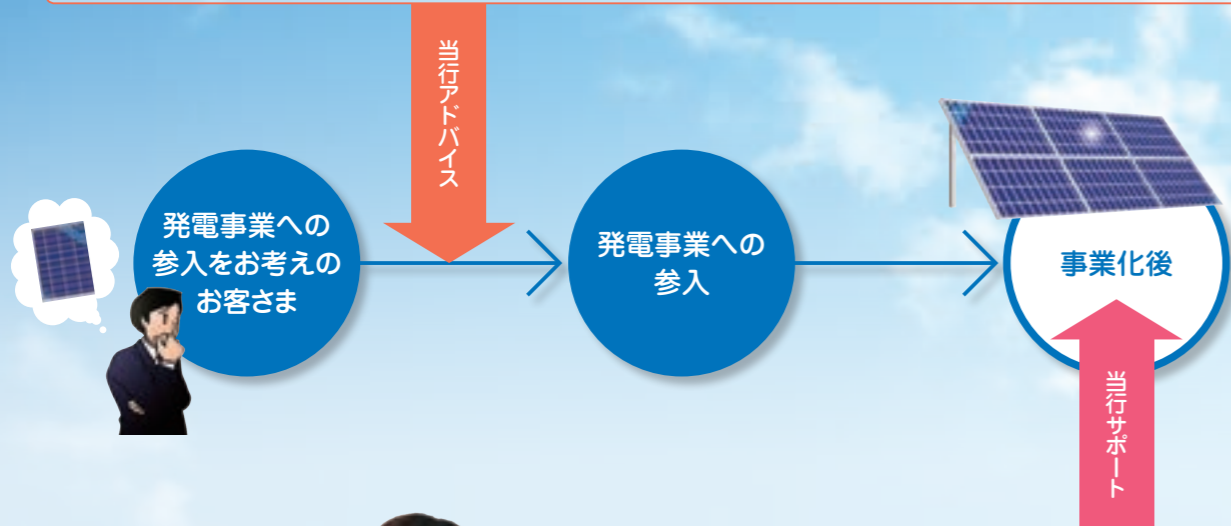 当行アドバイス
発電事業への
参入をお考えの
お客さま
発電事業への
参入
事業化後
当行サポート